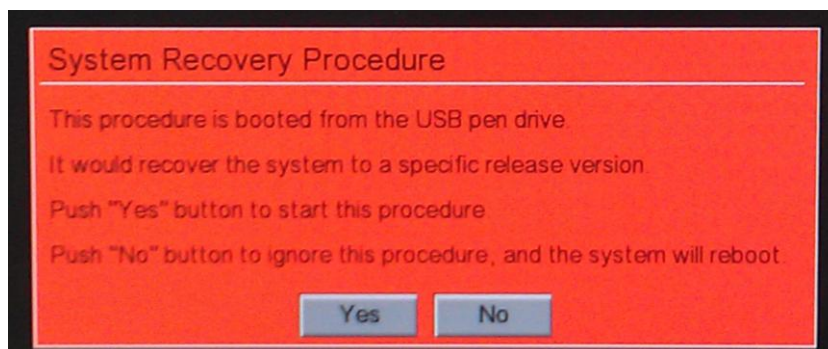 System Recovery Procedure
This procedure is booted from the USB pen drive.
It would recover the system to a specific release version.
Push "Yes" button to start this procedure
Push "No" button to ignore this procedure, and the system will reboot.
Yes No